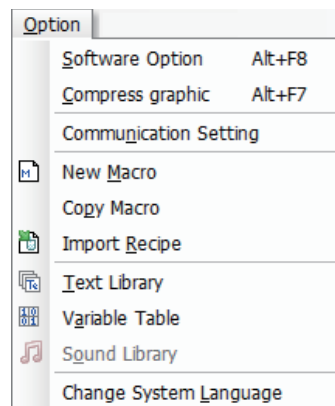 Option
Software Option Alt+F8
Compress graphic Alt+F7
Communication Setting
New Macro
Copy Macro
Import Recipe
Text Library
Variable Table
Sound Library
Change System Language